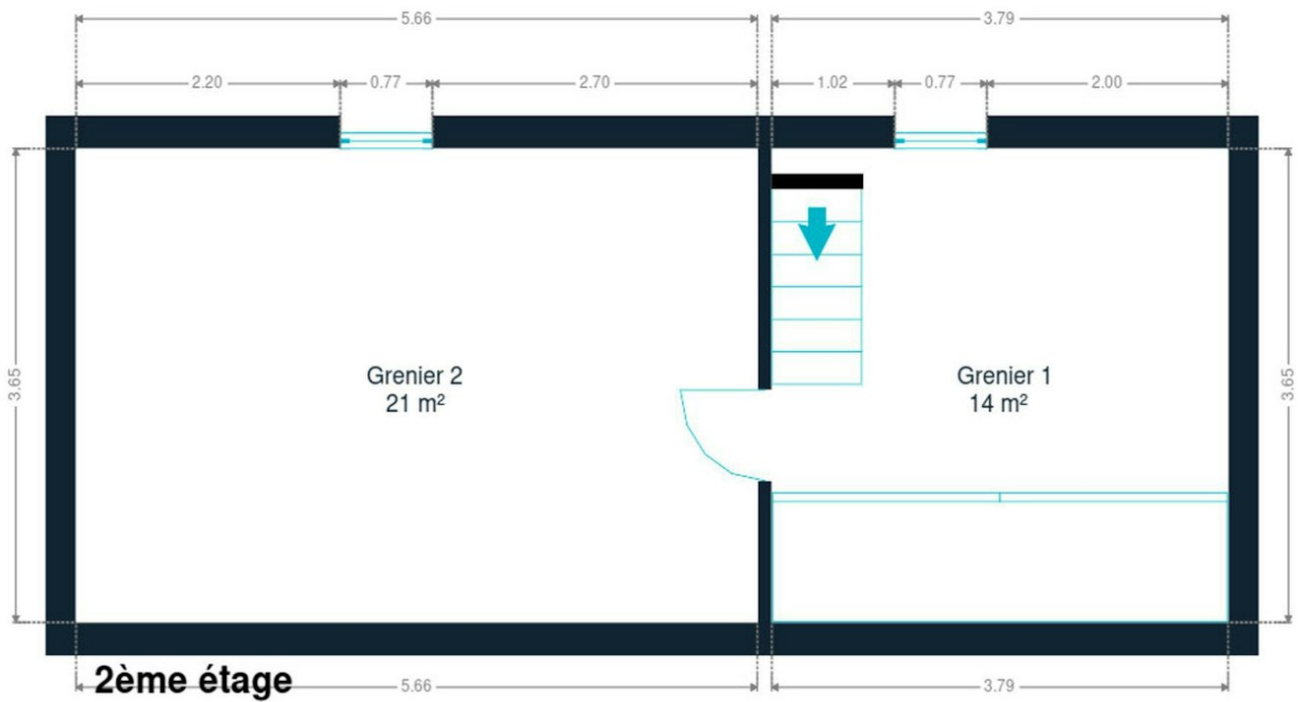 5.66
3.79
2.20
0.77
2.70
1.02
0.77
2.00
3.65
3.65
Grenier 2
21 m²
Grenier 1
14 m²
2ème étage
5.66
3.79